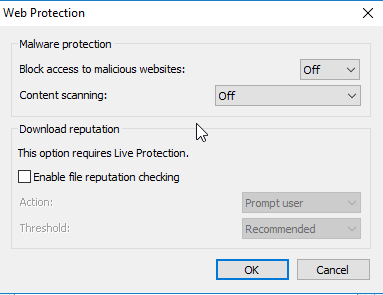 Web Protection
Malware protection
Block access to malicious websites: Off
Content scanning: Off
Download reputation
This option requires Live Protection.
Enable file reputation checking
Action: Prompt user
Threshold: Recommended
OK Cancel